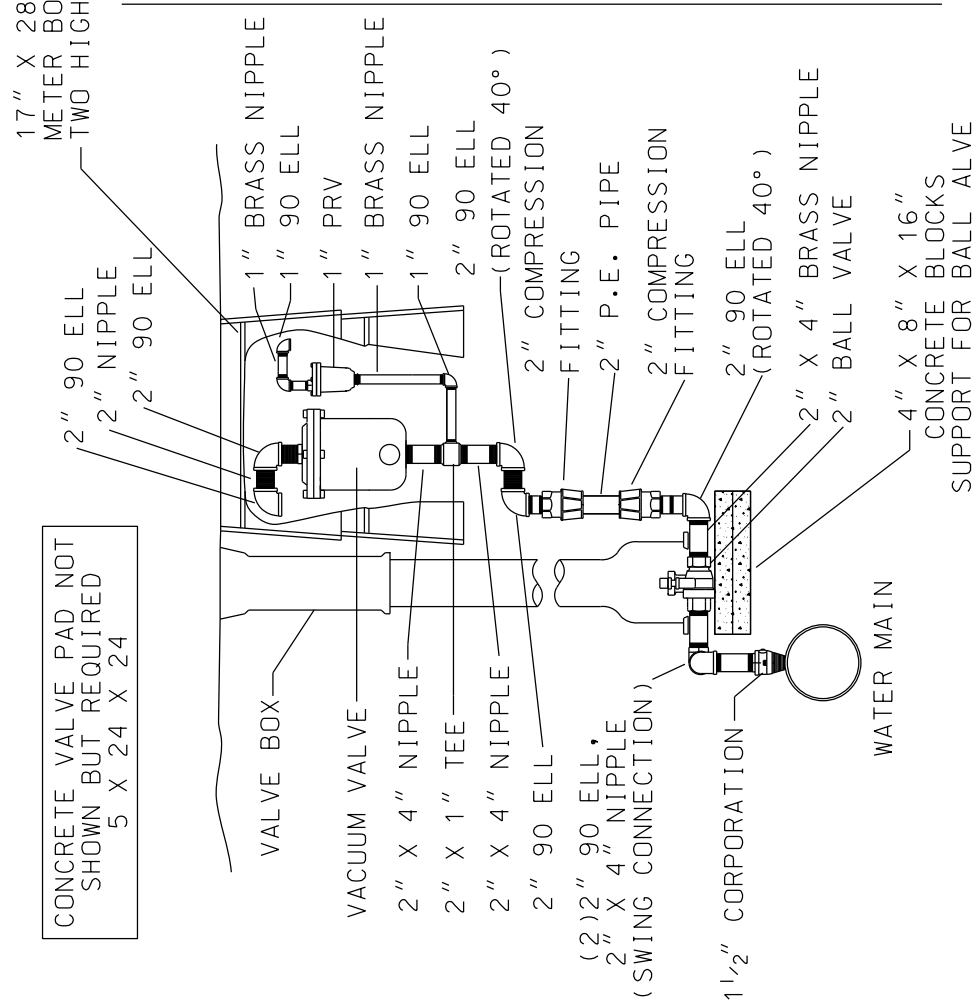 17" X 28
METER BO
TWO HIGH
CONCRETE VALVE PAD NOT
SHOWN BUT REQUIRED
5 X 24 X 24
2" 90 ELL
2" NIPPLE
2" 90 ELL
1" BRASS NIPPLE
1" 90 ELL
1" PRV
1" BRASS NIPPLE
1" 90 ELL
2" 90 ELL
(ROTATED 40°)
2" COMPRESSION
FITTING
2" P.E. PIPE
2" COMPRESSION
FITTING
2" 90 ELL
(ROTATED 40°)
2" X 4" BRASS NIPPLE
2" BALL VALVE
4" X 8" X 16"
CONCRETE BLOCKS
SUPPORT FOR BALL ALVE
VALVE BOX
VACUUM VALVE
2" X 4" NIPPLE
2" X 1" TEE
2" X 4" NIPPLE
2" 90 ELL
(2)2" 90 ELL,
2" X 4" NIPPLE
(SWING CONNECTION)
1 1/2" CORPORATION
WATER MAIN